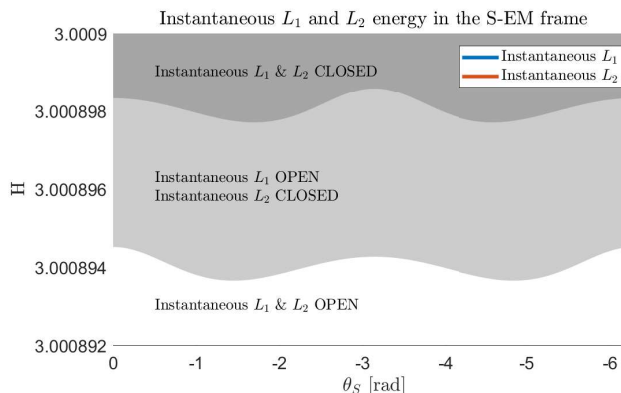 Instantaneous L₁ and L₂ energy in the S-EM frame
3.0009
Instantaneous L₁
Instantaneous L₂
Instantaneous L₁ & L₂ CLOSED
3.000898
Instantaneous L₁ OPEN
Instantaneous L₂ CLOSED
3.000896
H
3.000894
Instantaneous L₁ & L₂ OPEN
3.000892
0 -1 -2 -3 -4 -5 -6
θ_S [rad]